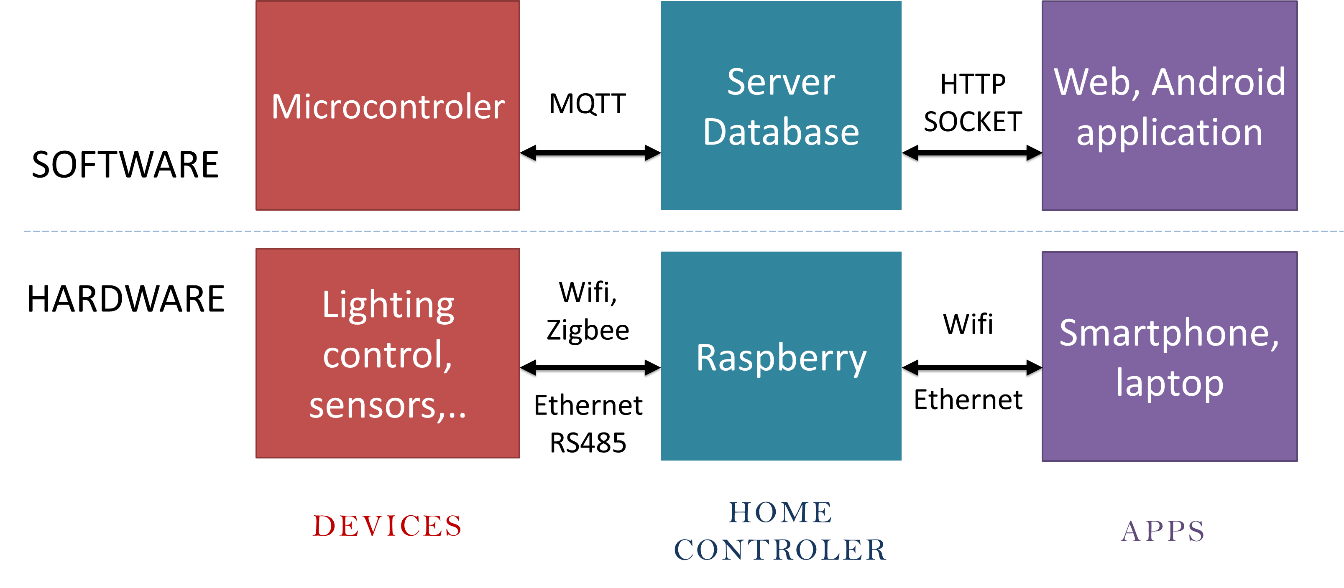 SOFTWARE
Microcontroler
MQTT
Server
Database
HTTP
SOCKET
Web, Android
application
HARDWARE
Lighting
control,
sensors,..
Wifi,
Zigbee
Ethernet
RS485
Raspberry
Wifi
Ethernet
Smartphone,
laptop
DEVICES
HOME
CONTROLER
APPS